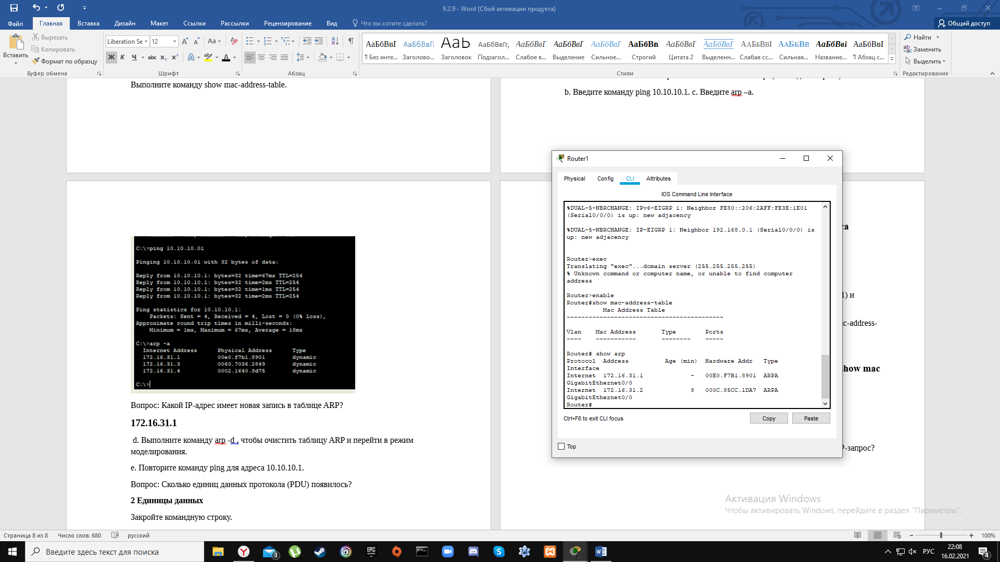 9.2.9 - Word (Сбой активации продукта)
Файл Главная Вставка Дизайн Макет Ссылки Рассылки Рецензирование Вид Что вы хотите сделать? Общий доступ
Вставить
Вырезать
Копировать
Формат по образцу
Буфер обмена
Liberation Se 12
Ж К Ч abc x₂ x²
Шрифт
Абзац
АаБбВвГ АаБбВвГг АаБ АаБбВвГг, АаБбВвГ АаБбВвГ АаБбВвГ АаБбВв АаБбВвГ АаБбВвГ АаБбВвГ АаБбВв АаБбВвГ АаБбВвГ
¶ Без инте... Заголово... Заголовок Подзагол... Слабое в... Выделение Сильное... Строгий Цитата 2 Выделенн... Слабая сс... Сильная... Название... ¶ Абзац с...
Стили
Найти
Заменить
Выделить
Редактирование
Выполните команду show mac-address-table.
b. Введите команду ping 10.10.10.1. c. Введите arp –a.
C:\>ping 10.10.10.01
Pinging 10.10.10.01 with 32 bytes of data:
Reply from 10.10.10.1: bytes=32 time=67ms TTL=254
Reply from 10.10.10.1: bytes=32 time=2ms TTL=254
Reply from 10.10.10.1: bytes=32 time=1ms TTL=254
Reply from 10.10.10.1: bytes=32 time=2ms TTL=254
Ping statistics for 10.10.10.1:
Packets: Sent = 4, Received = 4, Lost = 0 (0% loss),
Approximate round trip times in milli-seconds:
Minimum = 1ms, Maximum = 67ms, Average = 18ms
C:\>arp -a
Internet Address Physical Address Type
172.16.31.1 00e0.f7b1.8901 dynamic
172.16.31.3 0060.7036.2849 dynamic
172.16.31.4 0002.1640.8d75 dynamic
C:\>
Вопрос: Какой IP-адрес имеет новая запись в таблице ARP?
172.16.31.1
d. Выполните команду arp -d , чтобы очистить таблицу ARP и перейти в режим
моделирования.
e. Повторите команду ping для адреса 10.10.10.1.
Вопрос: Сколько единиц данных протокола (PDU) появилось?
2 Единицы данных
Закройте командную строку.
Router1
Physical Config CLI Attributes
IOS Command Line Interface
%DUAL-5-NBRCHANGE: IPv6-EIGRP 1: Neighbor FE80::206:2AFF:FE3E:1E01
(Serial0/0/0) is up: new adjacency
%DUAL-5-NBRCHANGE: IP-EIGRP 1: Neighbor 192.168.0.1 (Serial0/0/0) is
up: new adjacency
Router>exec
Translating "exec"...domain server (255.255.255.255)
% Unknown command or computer name, or unable to find computer
address
Router>enable
Router#show mac-address-table
Mac Address Table
-------------------------------------------
Vlan Mac Address Type Ports
---- ----------- -------- -----
Router# show arp
Protocol Address Age (min) Hardware Addr Type
Interface
Internet 172.16.31.1 - 00E0.F7B1.8901 ARPA
GigabitEthernet0/0
Internet 172.16.31.2 8 000C.85CC.1DA7 ARPA
GigabitEthernet0/0
Router#
Ctrl+F6 to exit CLI focus
Copy Paste
Top
са
1) и
ac-address-
show mac
P-запрос?
Активация Windows
Чтобы активировать Windows, перейдите в раздел "Параметры".
Страница 8 из 8 Число слов: 680 русский 100%
Введите здесь текст для поиска
3
EPIC GAMES
РУС
22:08
16.02.2021
4